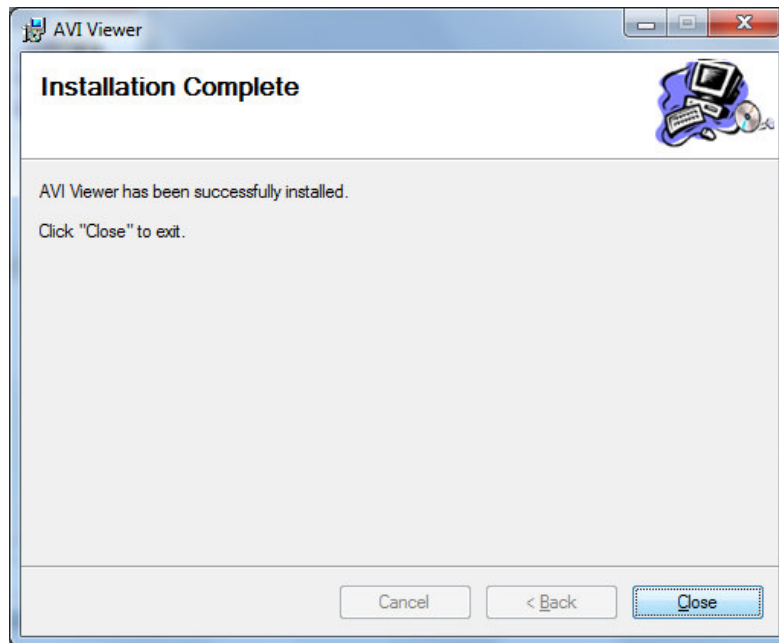 AVI Viewer
Installation Complete
AVI Viewer has been successfully installed.
Click "Close" to exit.
Cancel
< Back
Close